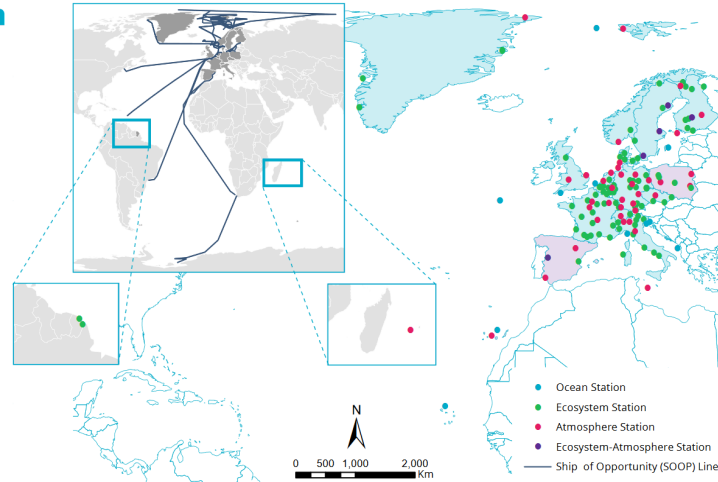 N
0 500 1,000 2,000
Km
Ocean Station
Ecosystem Station
Atmosphere Station
Ecosystem-Atmosphere Station
Ship of Opportunity (SOOP) Line